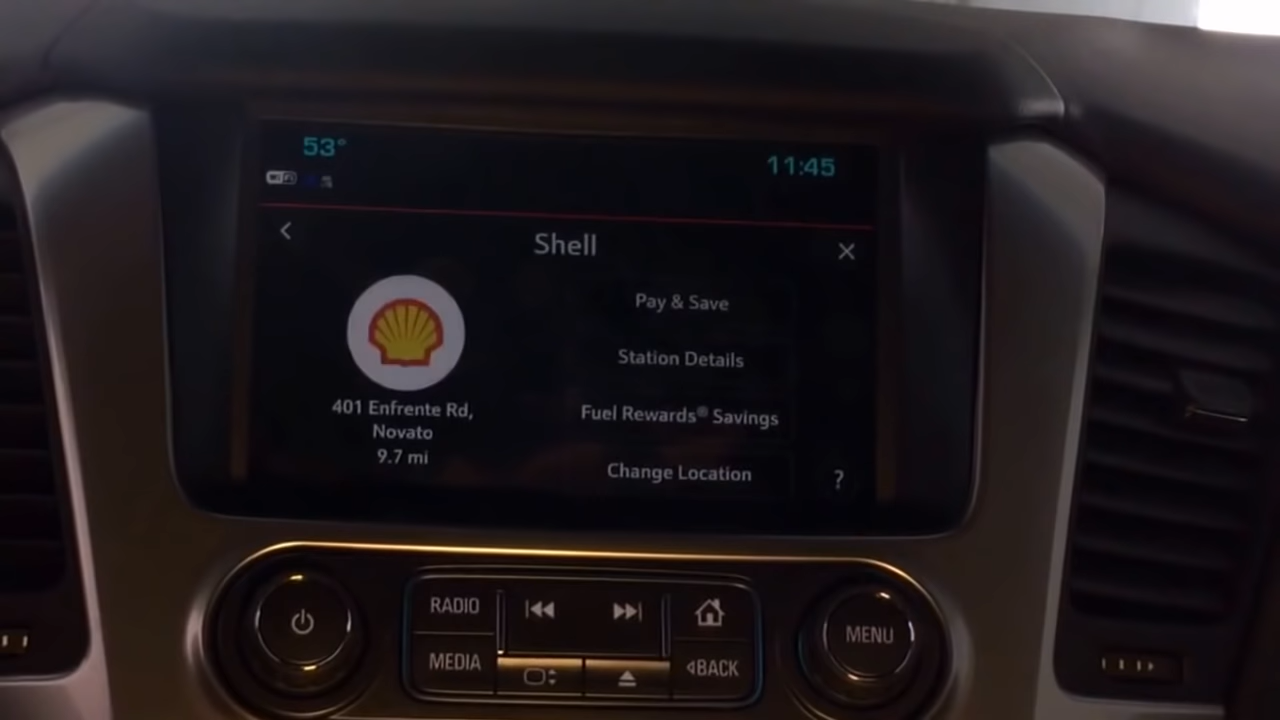 53°
11:45
WiFi
Shell
Pay & Save
Station Details
401 Enfrente Rd,
Novato
9.7 mi
Fuel Rewards® Savings
Change Location
?
RADIO
MEDIA
BACK
MENU